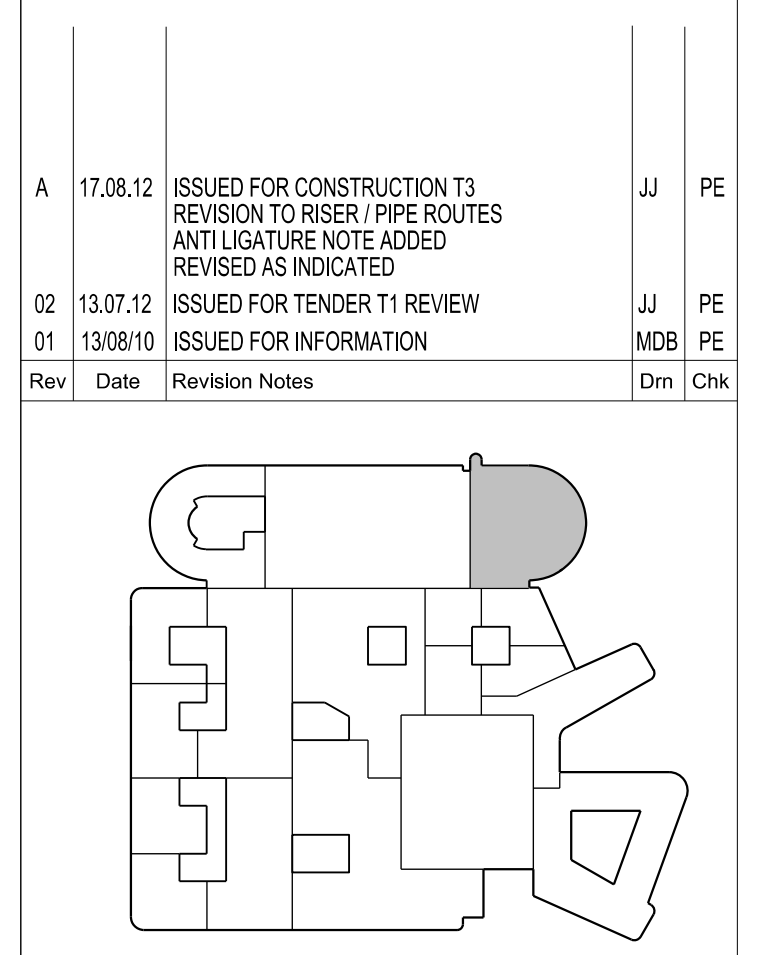 A 17.08.12 ISSUED FOR CONSTRUCTION T3 JJ PE
REVISION TO RISER / PIPE ROUTES
ANTI LIGATURE NOTE ADDED
REVISED AS INDICATED
02 13.07.12 ISSUED FOR TENDER T1 REVIEW JJ PE
01 13/08/10 ISSUED FOR INFORMATION MDB PE
Rev Date Revision Notes Drn Chk